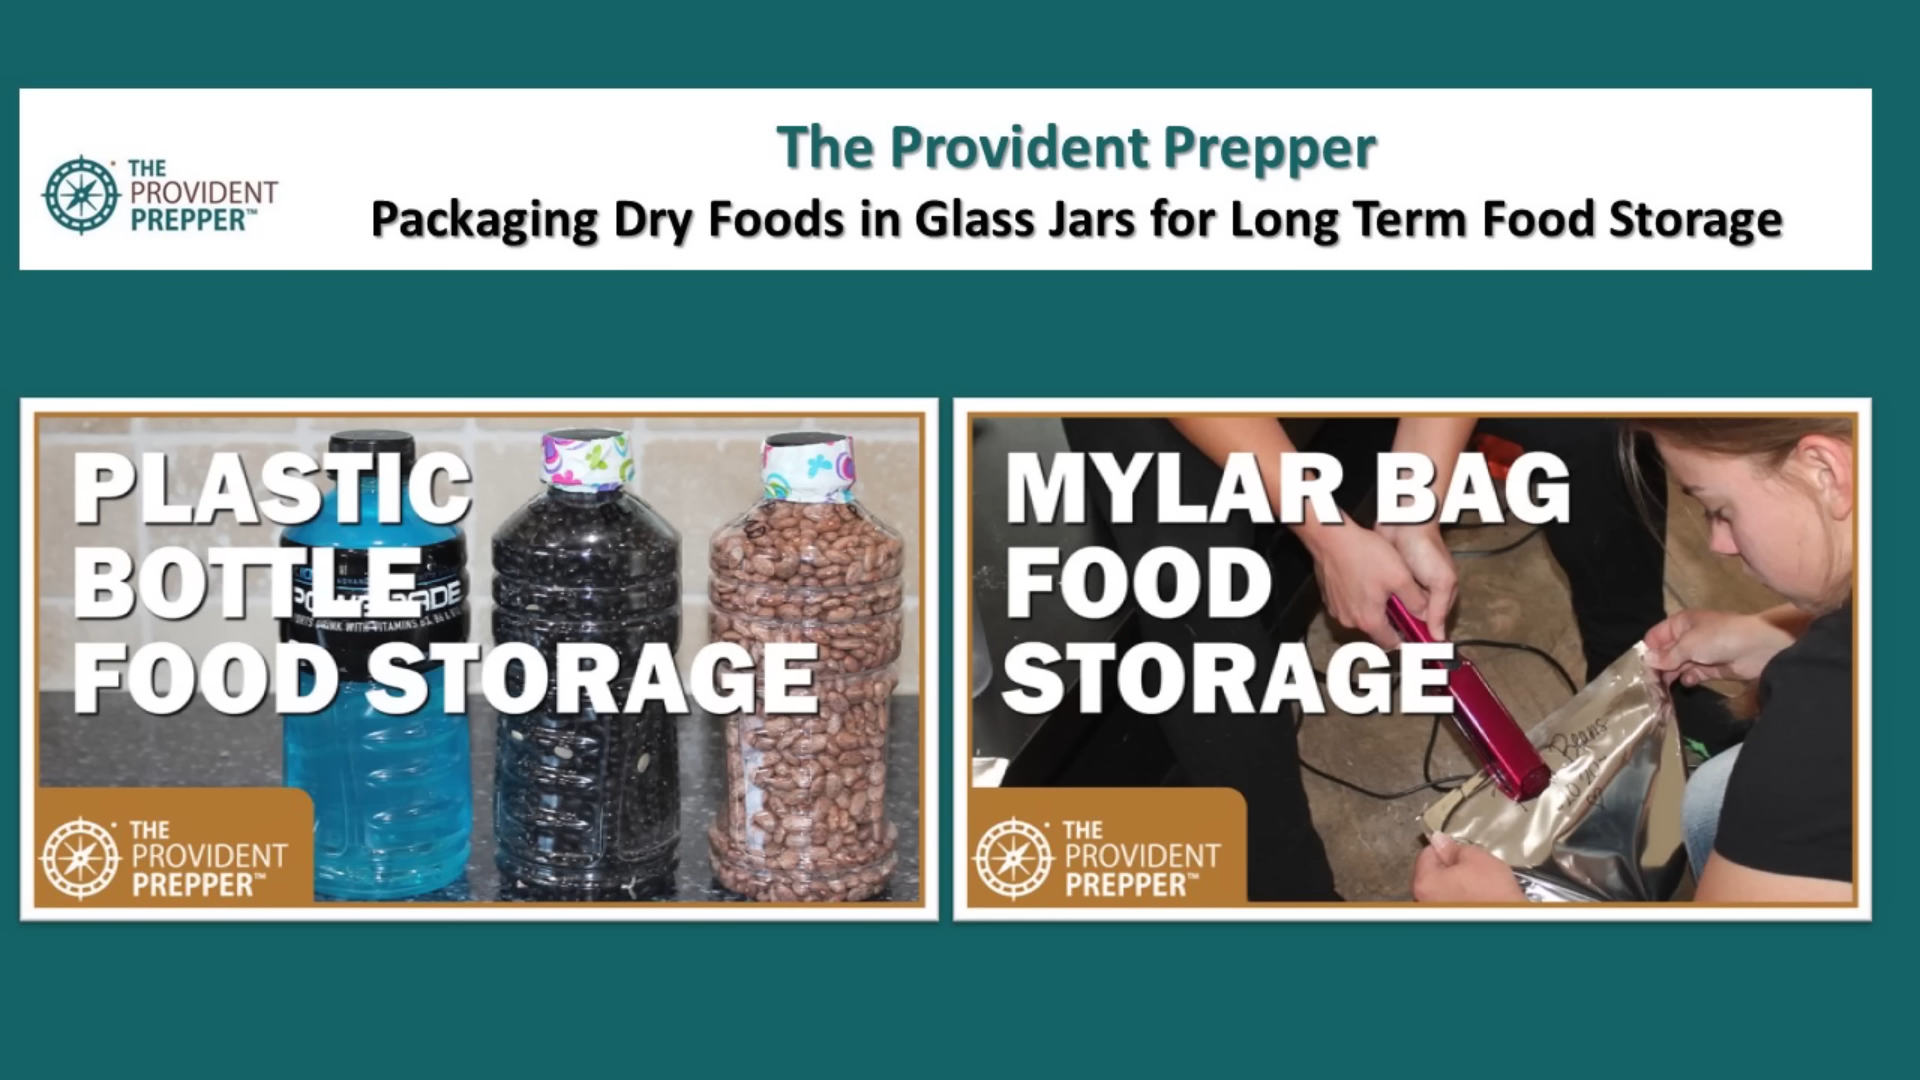 The Provident Prepper
Packaging Dry Foods in Glass Jars for Long Term Food Storage
THE
PROVIDENT
PREPPER™
PLASTIC
BOTTLE
FOOD STORAGE
THE
PROVIDENT
PREPPER™
MYLAR BAG
FOOD
STORAGE
Beans
THE
PROVIDENT
PREPPER™